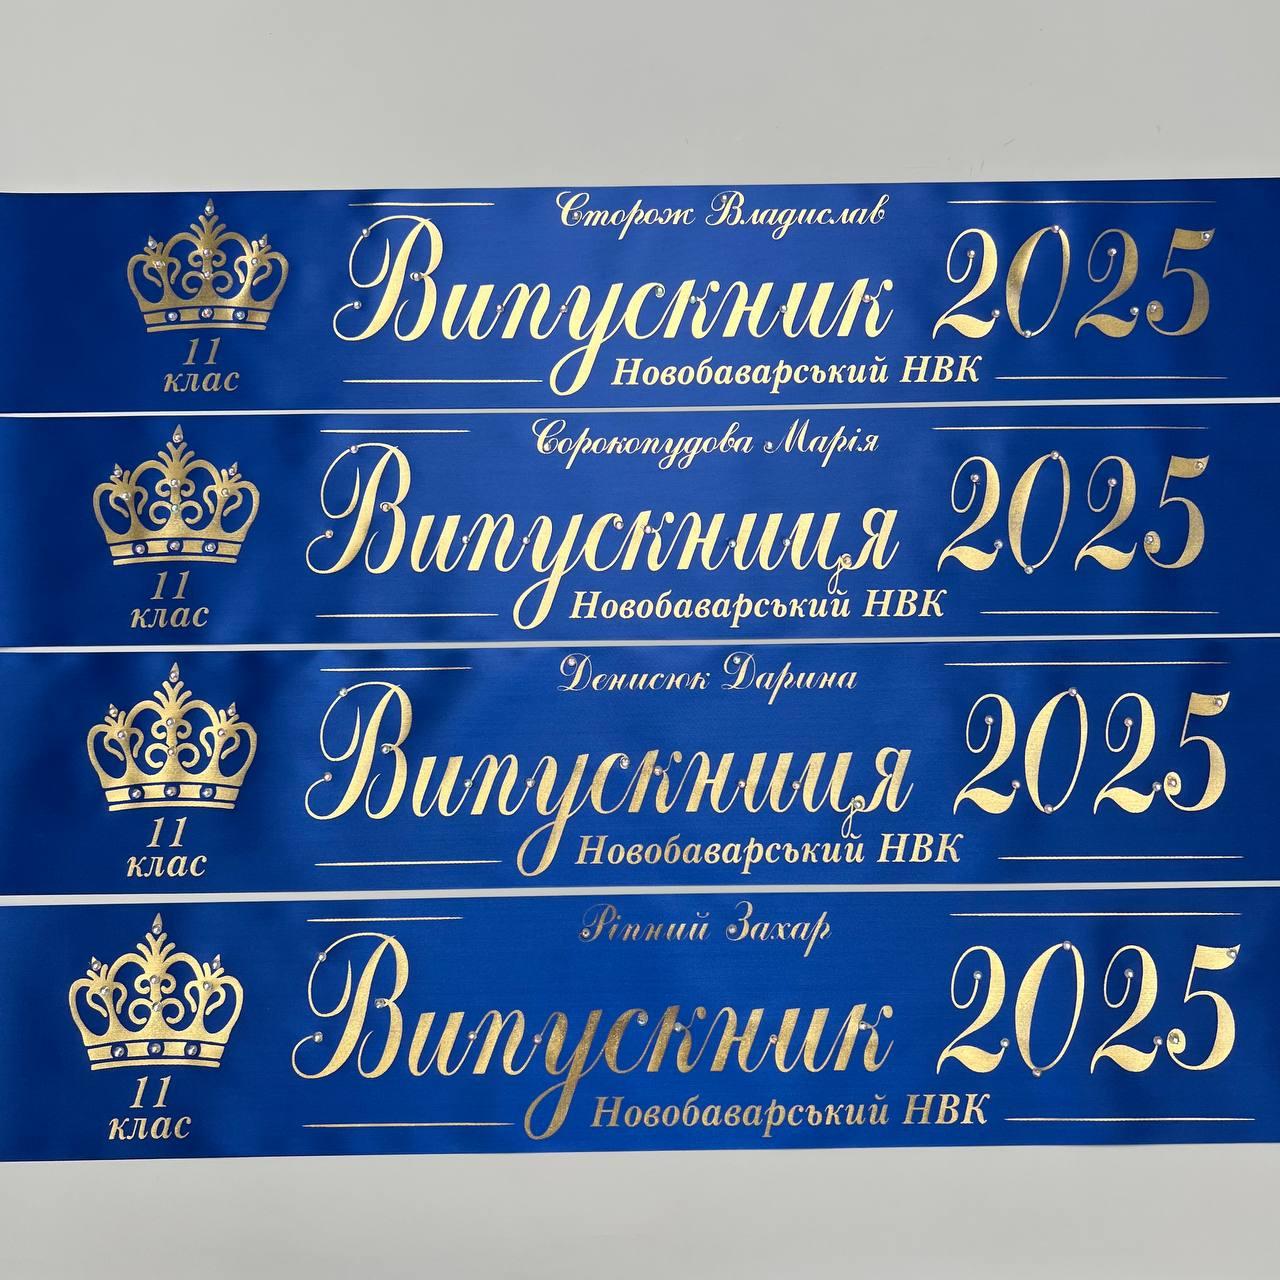 Сторож Владислав
Випускник 2025
11
клас
Новобаварський НВК
Сорокопудова Марія
Випускниця 2025
11
клас
Новобаварський НВК
Денисюк Дарина
Випускниця 2025
11
клас
Новобаварський НВК
Ріпний Захар
Випускник 2025
11
клас
Новобаварський НВК